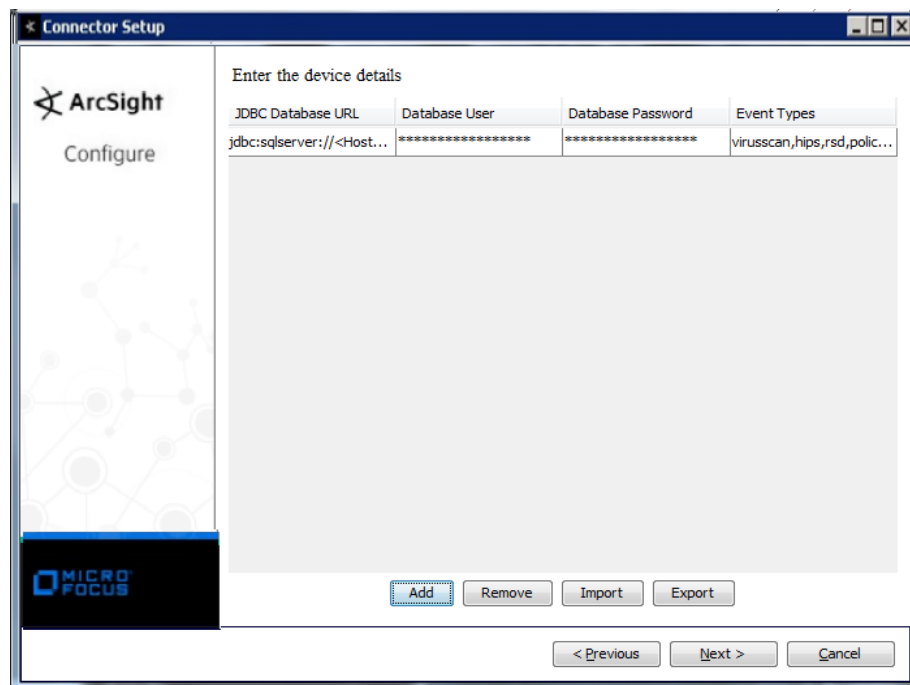 Connector Setup
ArcSight
Configure
Enter the device details
JDBC Database URL Database User Database Password Event Types
jdbc:sqlserver://<Host... ***************** ***************** virusscan,hips,rsd,polic...
Add Remove Import Export
MICRO
FOCUS
< Previous Next > Cancel